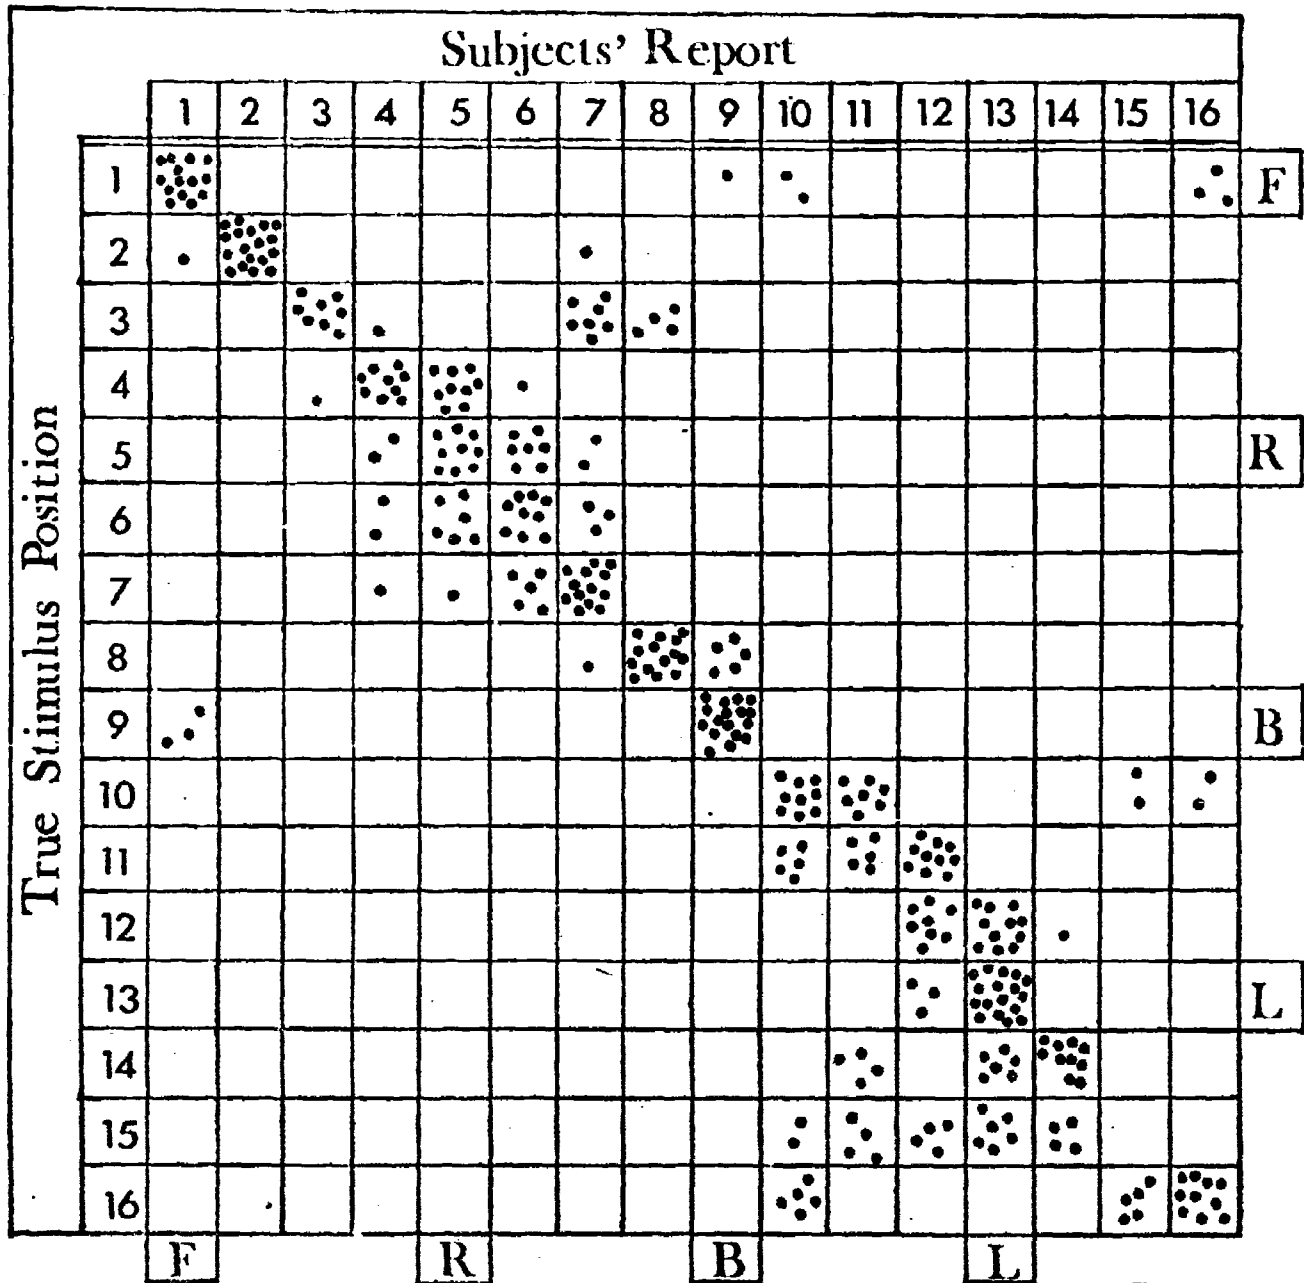 Subjects' Report
1 2 3 4 5 6 7 8 9 10 11 12 13 14 15 16
True Stimulus Position
1 F
2
3
4
5 R
6
7
8
9 B
10
11
12
13 L
14
15
16
F R B L